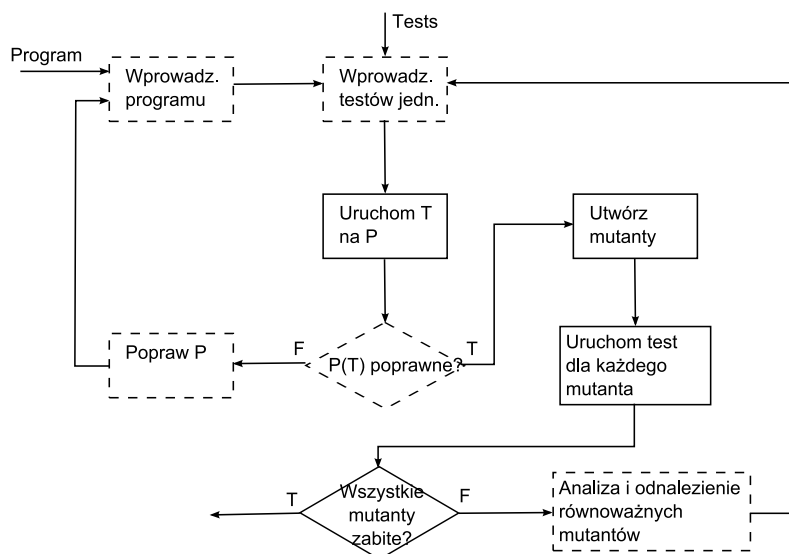 Tests
Program
Wprowadz.
programu
Wprowadz.
testów jedn.
Uruchom T
na P
Utwórz
mutanty
Popraw P
F
P(T) poprawne?
T
Uruchom test
dla każdego
mutanta
T
Wszystkie
mutanty
zabite?
F
Analiza i odnalezienie
równoważnych
mutantów